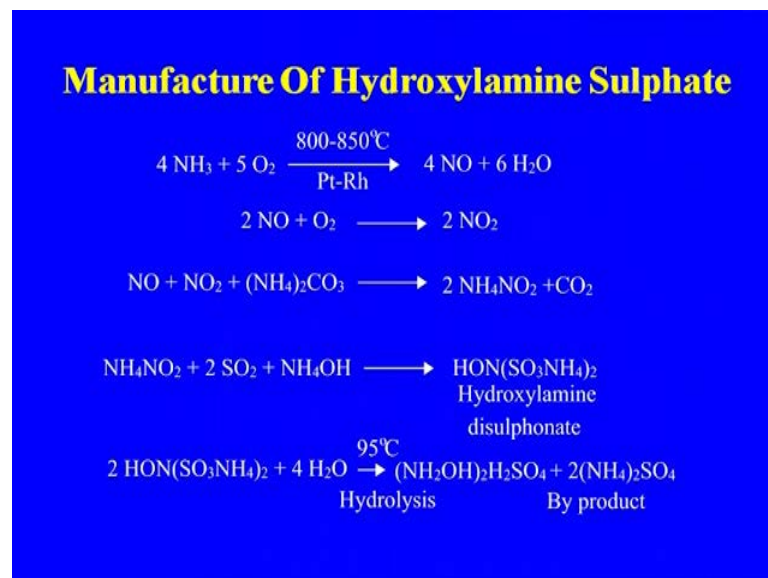 Manufacture Of Hydroxylamine Sulphate
800-850°C
4 NH₃ + 5 O₂ ⟶ 4 NO + 6 H₂O
Pt-Rh
2 NO + O₂ ⟶ 2 NO₂
NO + NO₂ + (NH₄)₂CO₃ ⟶ 2 NH₄NO₂ +CO₂
NH₄NO₂ + 2 SO₂ + NH₄OH ⟶ HON(SO₃NH₄)₂
Hydroxylamine
disulphonate
95°C
2 HON(SO₃NH₄)₂ + 4 H₂O → (NH₂OH)₂H₂SO₄ + 2(NH₄)₂SO₄
Hydrolysis By product